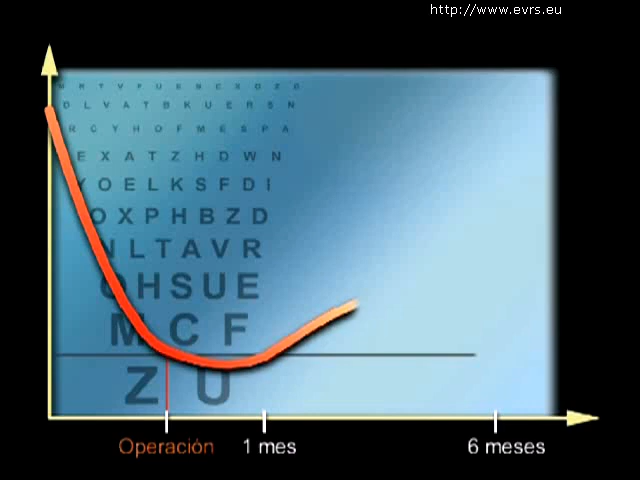 http://www.evrs.eu
D L V A T B K U E R S N
R C Y H O F M E S P A
E X A T Z H D W N
Y O E L K S F D I
O X P H B Z D
N L T A V R
O H S U E
M C F
Z U
Operación 1 mes 6 meses